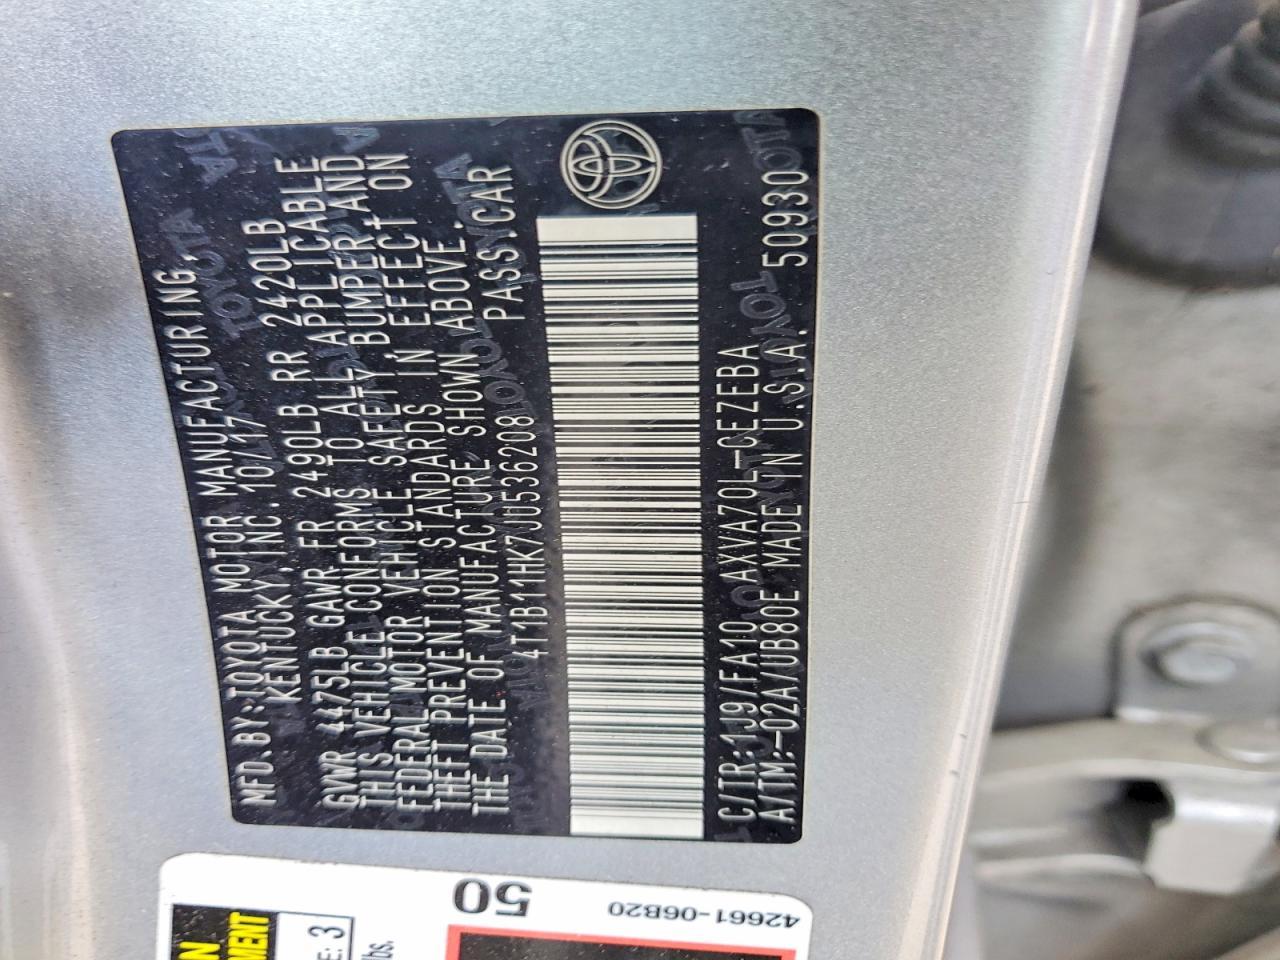 MFD.BY:TOYOTA MOTOR MANUFACTURING,
KENTUCKY,INC. 10/17
GVWR 4475LB GAWR FR 2490LB RR 2420LB
THIS VEHICLE CONFORMS TO ALL APPLICABLE
FEDERAL MOTOR VEHICLE SAFETY,BUMPER AND
THEFT PREVENTION STANDARDS IN EFFECT ON
THE DATE OF MANUFACTURE SHOWN ABOVE.
4T1B11HK7JU536208 PASS.CAR
C/TR:1J9/FA10 AXVA70L-CEZEBA
A/TM:-02A/UB80E MADE IN U.S.A. 50930
50
42661-06B20
E: 3
lbs.